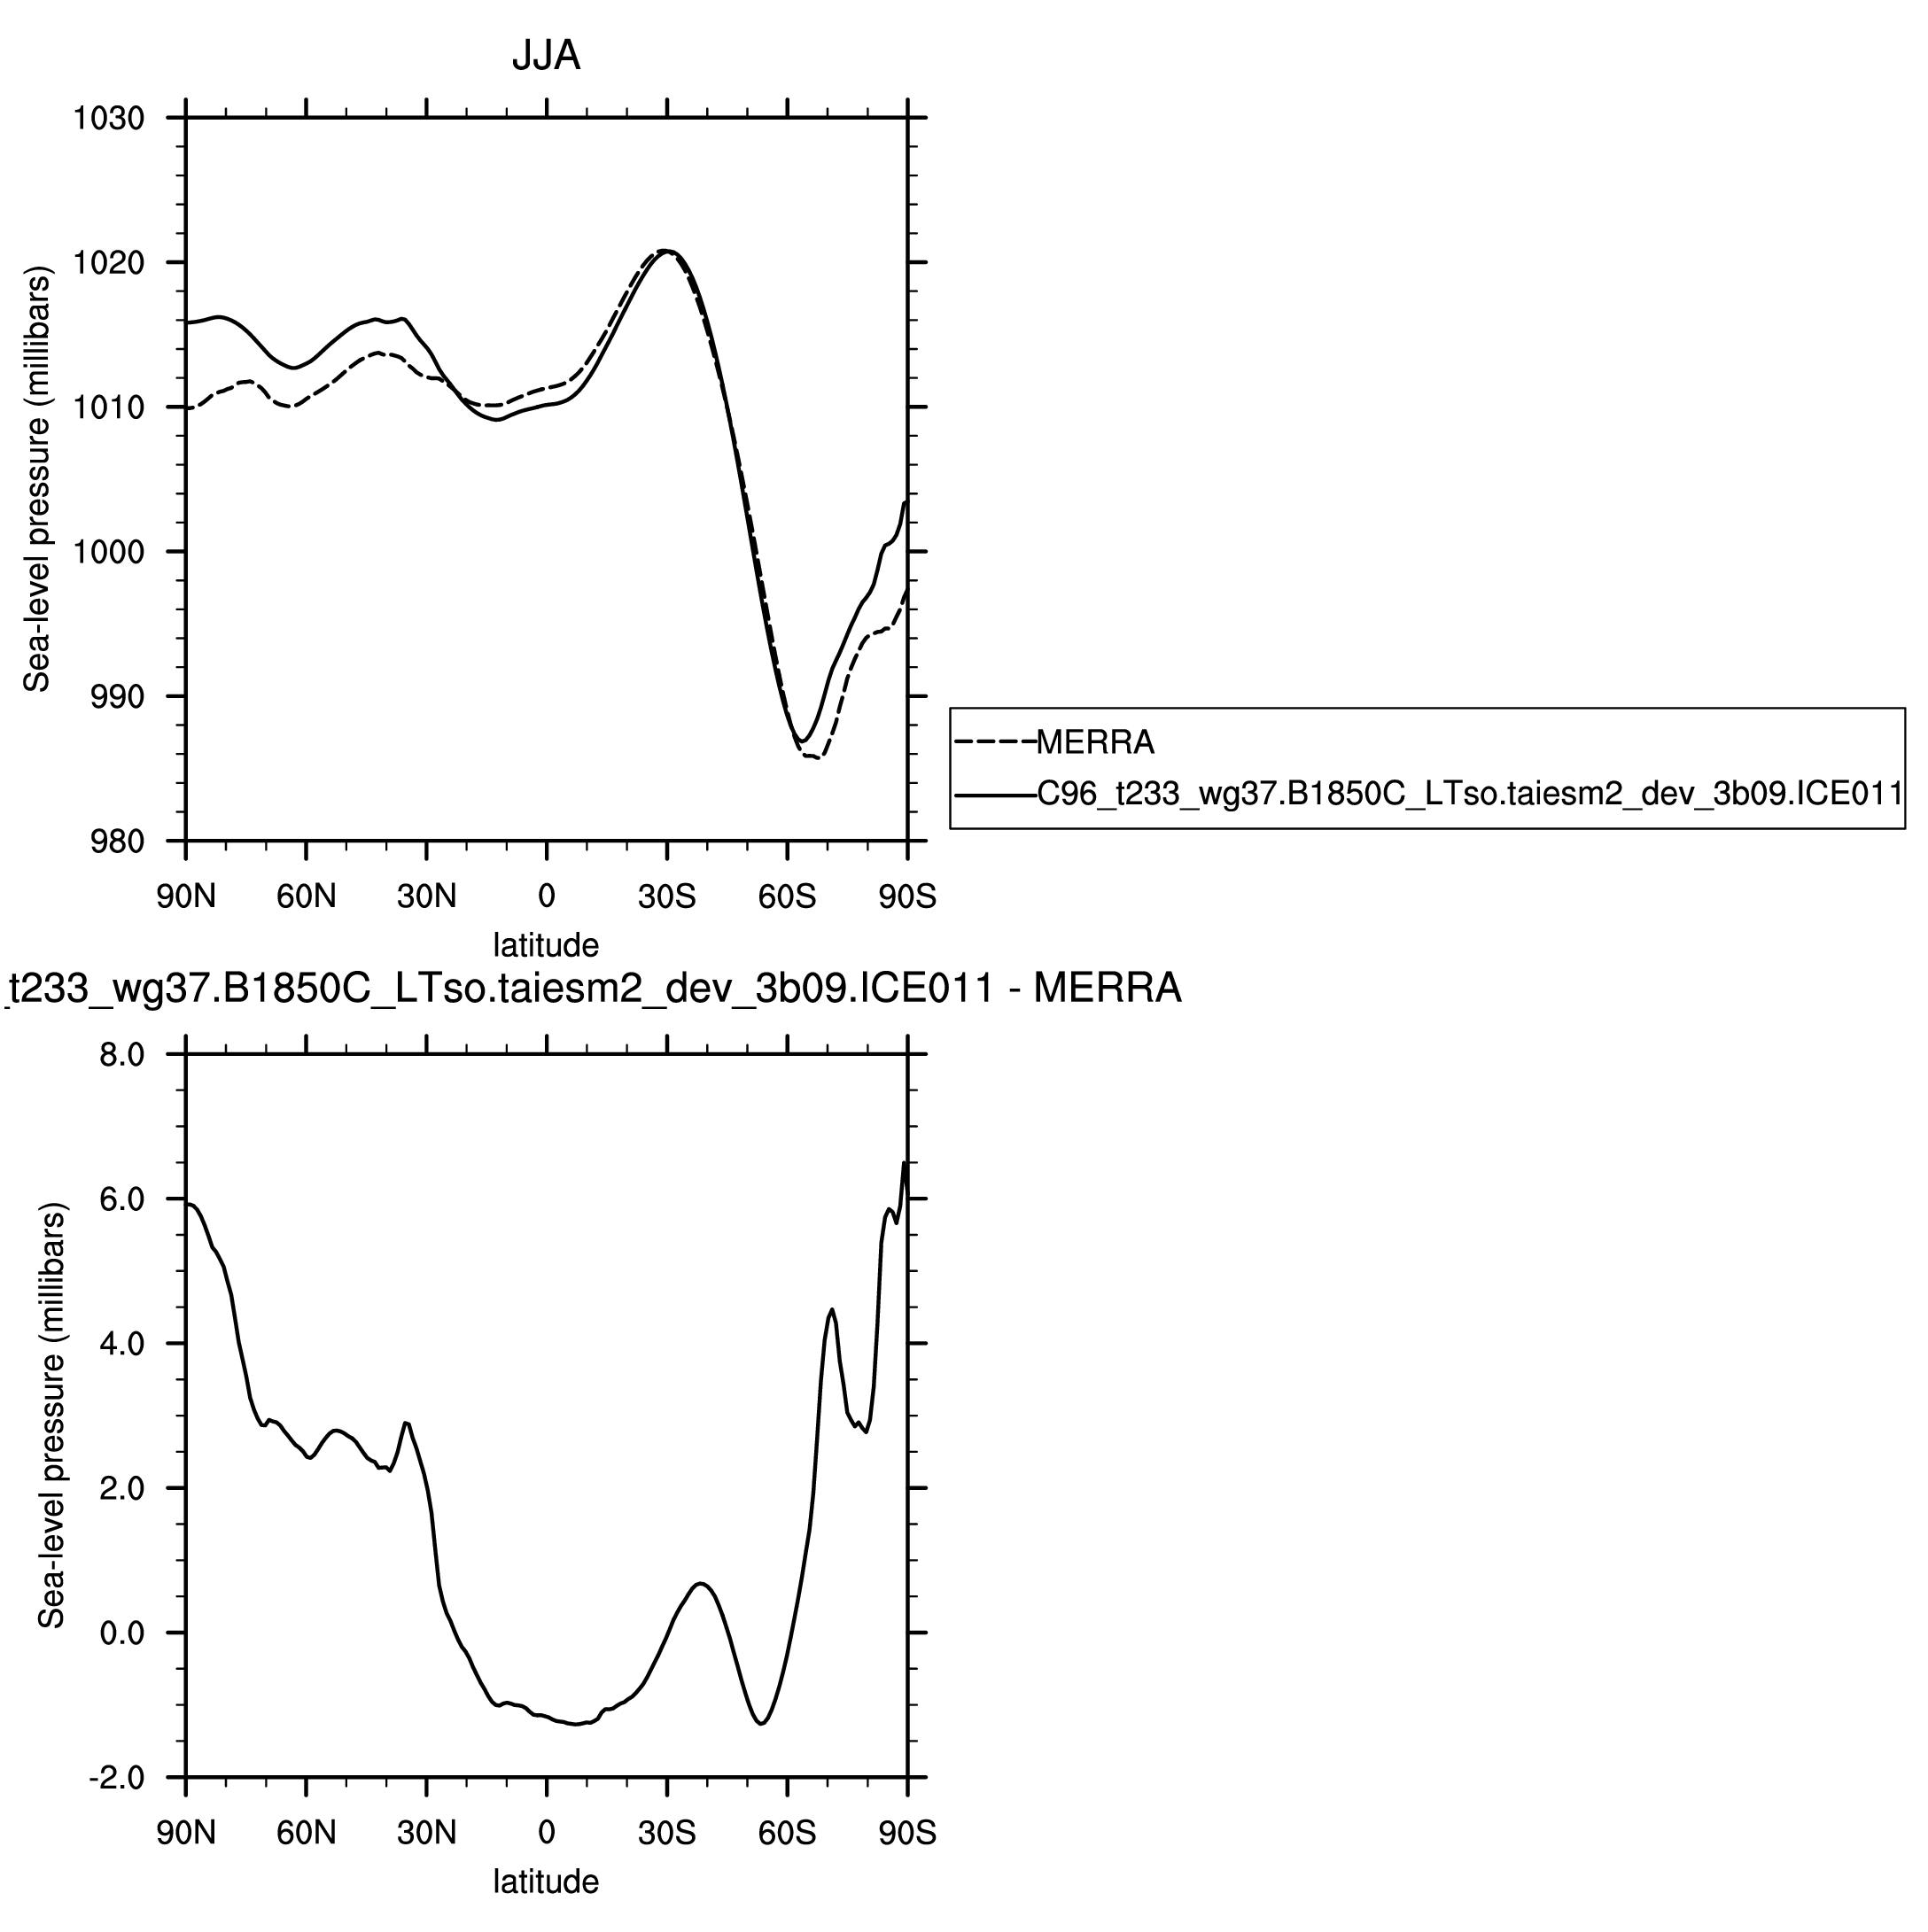 JJA
Sea-level pressure (millibars)
1030
1020
1010
1000
990
980
90N 60N 30N 0 30S 60S 90S
latitude
MERRA
C96_t233_wg37.B1850C_LTso.taiesm2_dev_3b09.ICE011
_t233_wg37.B1850C_LTso.taiesm2_dev_3b09.ICE011 - MERRA
Sea-level pressure (millibars)
8.0
6.0
4.0
2.0
0.0
-2.0
90N 60N 30N 0 30S 60S 90S
latitude